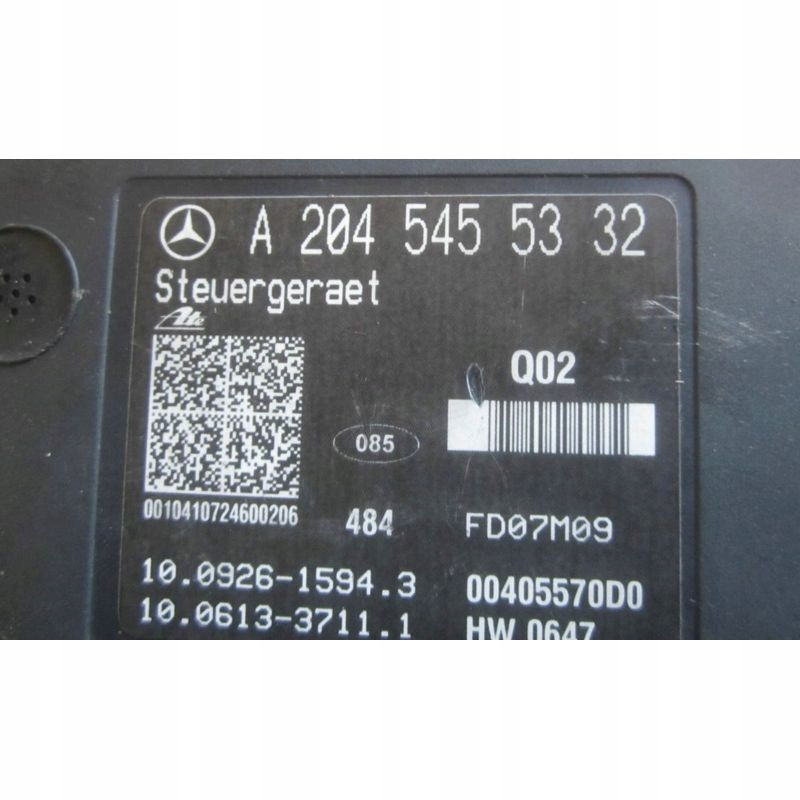 A 204 545 53 32
Steuergeraet
Ate
Q02
085
0010410724600206
484
FD07M09
10.0926-1594.3
00405570D0
10.0613-3711.1
HW 0647